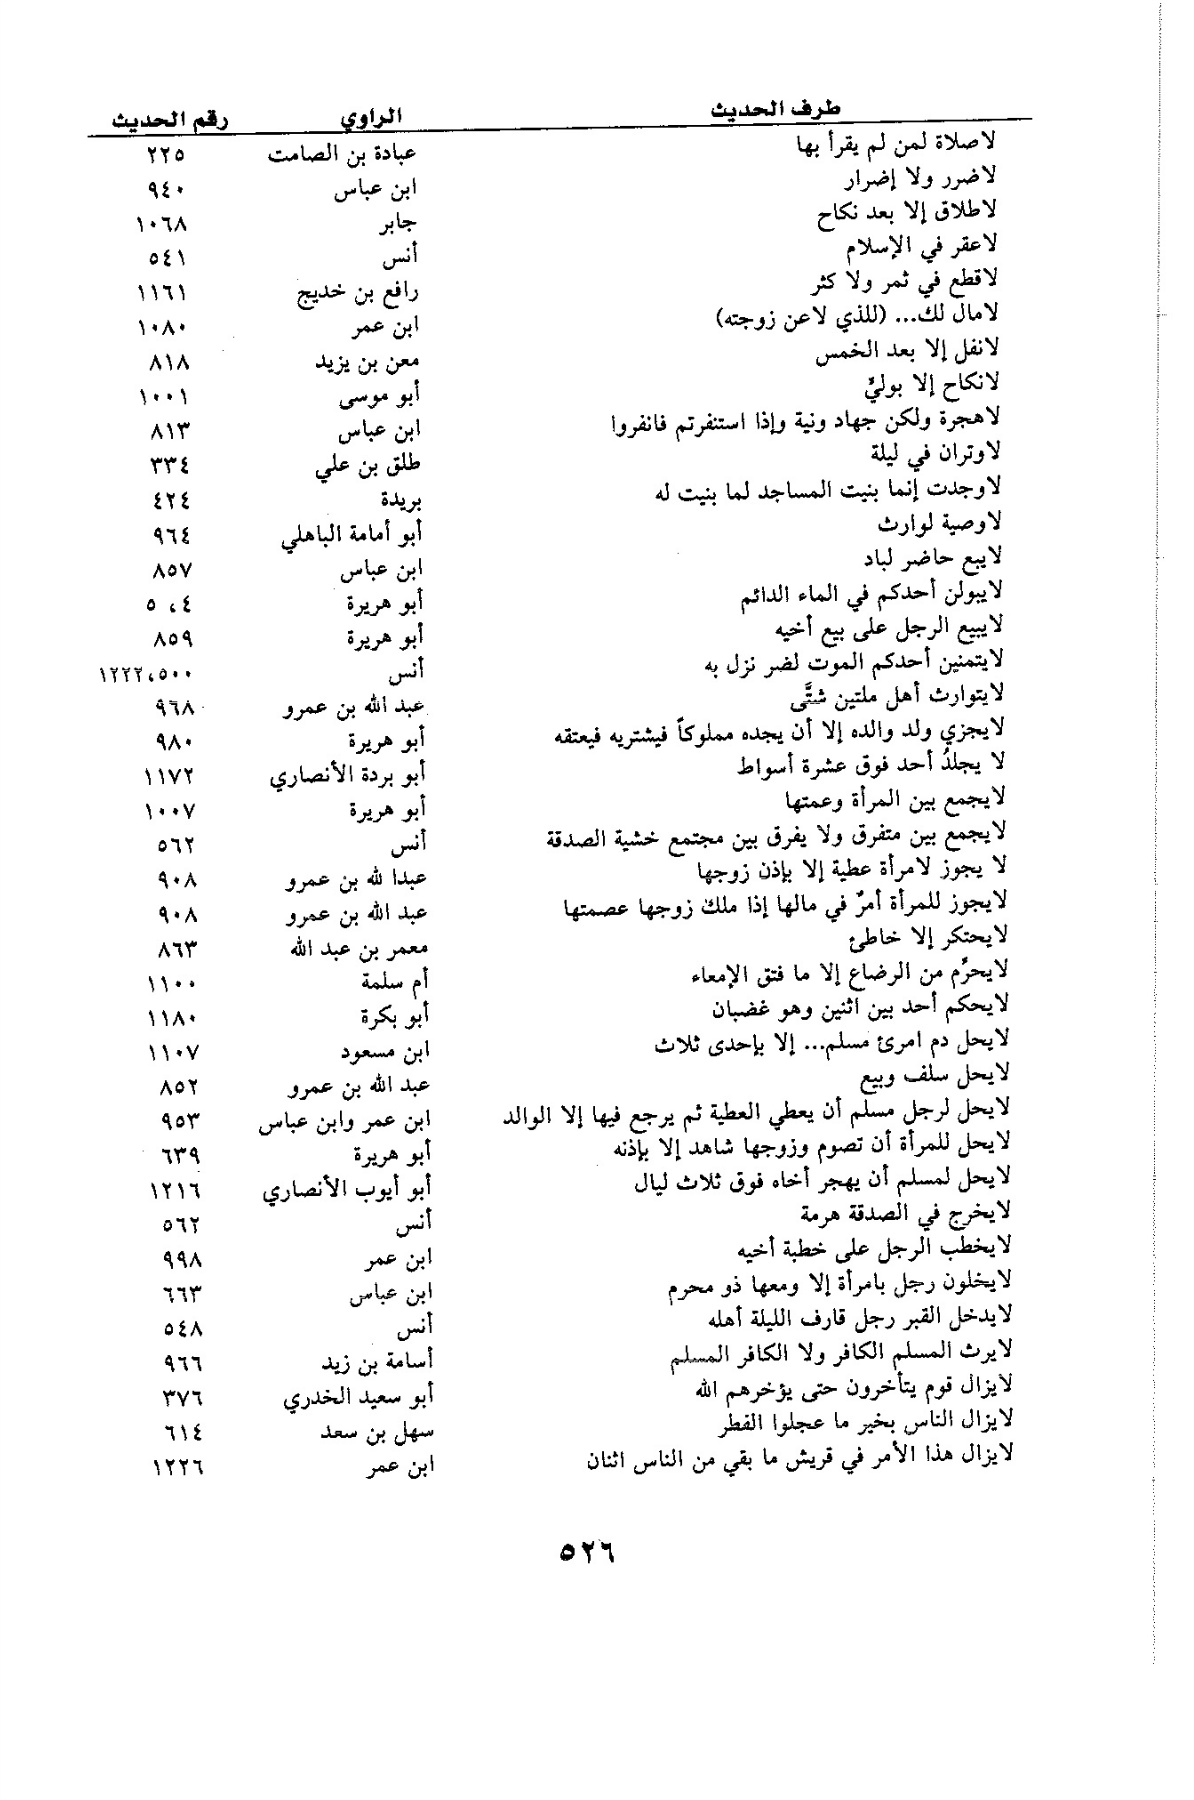 طرف الحديث الراوي رقم الحديث
لاصلاة لمن لم يقرأ بها عبادة بن الصامت ٢٢٥
لاضرر ولا إضرار ابن عباس ٩٤٠
لاطلاق إلا بعد نكاح جابر ١٠٦٨
لاعقر في الإسلام أنس ٥٤١
لاقطع في ثمر ولا كثر رافع بن خديج ١١٦١
لامال لك... (للذي لاعن زوجته) ابن عمر ١٠٨٠
لانفل إلا بعد الخمس معن بن يزيد ٨١٨
لانكاح إلا بوليٍّ أبو موسى ١٠٠١
لاهجرة ولكن جهاد ونية وإذا استنفرتم فانفروا ابن عباس ٨١٣
لاوتران في ليلة طلق بن علي ٣٣٤
لاوجدت إنما بنيت المساجد لما بنيت له بريدة ٤٢٤
لاوصية لوارث أبو أمامة الباهلي ٩٦٤
لايبع حاضر لباد ابن عباس ٨٥٧
لايبولن أحدكم في الماء الدائم أبو هريرة ٤، ٥
لايبيع الرجل على بيع أخيه أبو هريرة ٨٥٩
لايتمنين أحدكم الموت لضر نزل به أنس ١٢٢٢،٥٠٠
لايتوارث أهل ملتين شتَّى عبد الله بن عمرو ٩٦٨
لايجزي ولد والده إلا أن يجده مملوكاً فيشتريه فيعتقه أبو هريرة ٩٨٠
لا يجلدُ أحد فوق عشرة أسواط أبو بردة الأنصاري ١١٧٢
لايجمع بين المرأة وعمتها أبو هريرة ١٠٠٧
لايجمع بين متفرق ولا يفرق بين مجتمع خشية الصدقة أنس ٥٦٢
لا يجوز لامرأة عطية إلا بإذن زوجها عبدا لله بن عمرو ٩٠٨
لايجوز للمرأة أمرٌ في مالها إذا ملك زوجها عصمتها عبد الله بن عمرو ٩٠٨
لايحتكر إلا خاطئ معمر بن عبد الله ٨٦٣
لايحرِّم من الرضاع إلا ما فتق الإمعاء أم سلمة ١١٠٠
لايحكم أحد بين اثنين وهو غضبان أبو بكرة ١١٨٠
لايحل دم امرئ مسلم... إلا بإحدى ثلاث ابن مسعود ١١٠٧
لايحل سلف وبيع عبد الله بن عمرو ٨٥٢
لايحل لرجل مسلم أن يعطي العطية ثم يرجع فيها إلا الوالد ابن عمر وابن عباس ٩٥٣
لايحل للمرأة أن تصوم وزوجها شاهد إلا بإذنه أبو هريرة ٦٣٩
لايحل لمسلم أن يهجر أخاه فوق ثلاث ليال أبو أيوب الأنصاري ١٢١٦
لايخرج في الصدقة هرمة أنس ٥٦٢
لايخطب الرجل على خطبة أخيه ابن عمر ٩٩٨
لايخلون رجل بامرأة إلا ومعها ذو محرم ابن عباس ٦٦٣
لايدخل القبر رجل قارف الليلة أهله أنس ٥٤٨
لايرث المسلم الكافر ولا الكافر المسلم أسامة بن زيد ٩٦٦
لايزال قوم يتأخرون حتى يؤخرهم الله أبو سعيد الخدري ٣٧٦
لايزال الناس بخير ما عجلوا الفطر سهل بن سعد ٦١٤
لايزال هذا الأمر في قريش ما بقي من الناس اثنان ابن عمر ١٢٢٦
٥٢٦